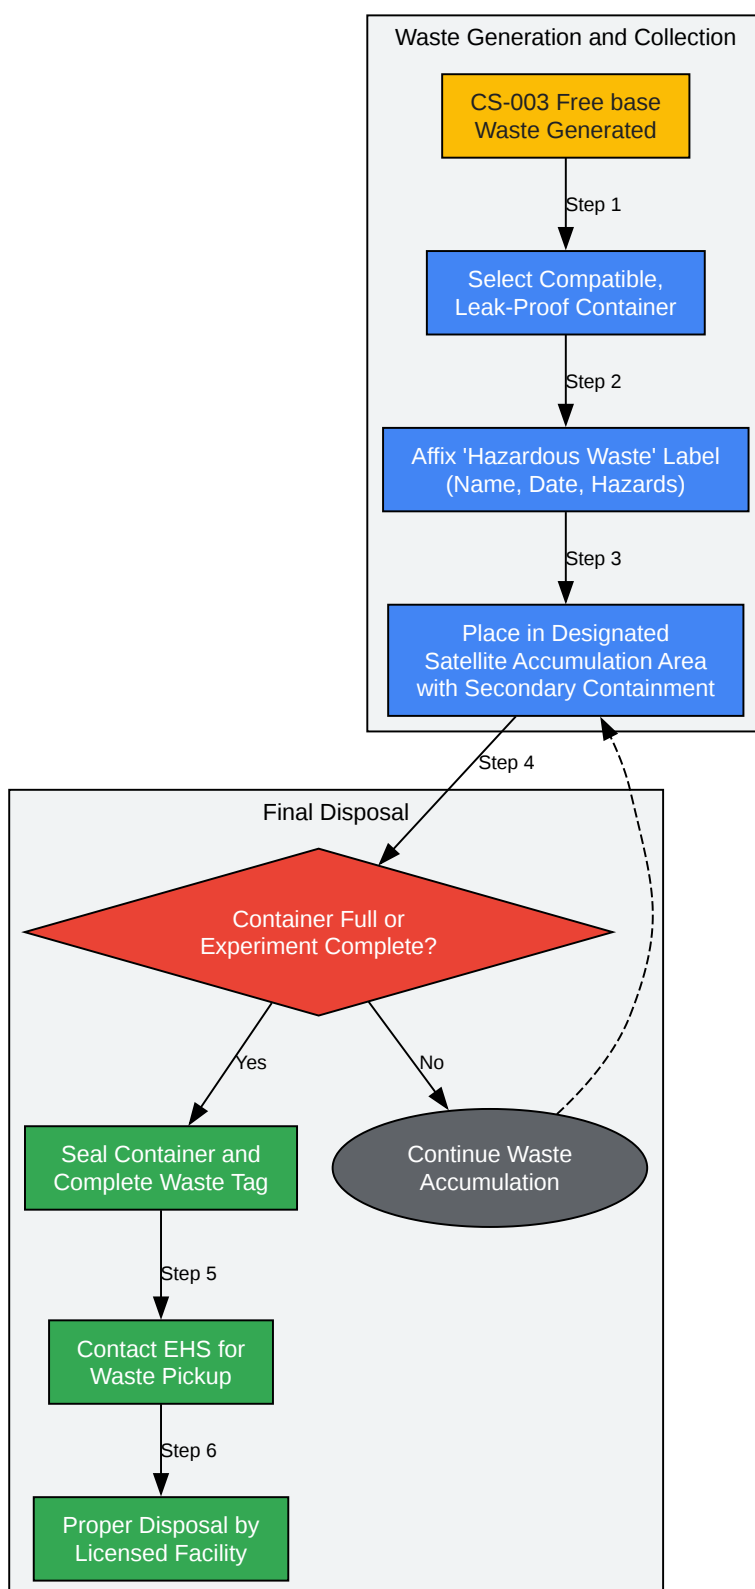 Waste Generation and Collection
CS-003 Free base
Waste Generated
Step 1
Select Compatible,
Leak-Proof Container
Step 2
Affix 'Hazardous Waste' Label
(Name, Date, Hazards)
Step 3
Place in Designated
Satellite Accumulation Area
with Secondary Containment
Step 4
Final Disposal
Container Full or
Experiment Complete?
Yes
No
Seal Container and
Complete Waste Tag
Continue Waste
Accumulation
Step 5
Contact EHS for
Waste Pickup
Step 6
Proper Disposal by
Licensed Facility